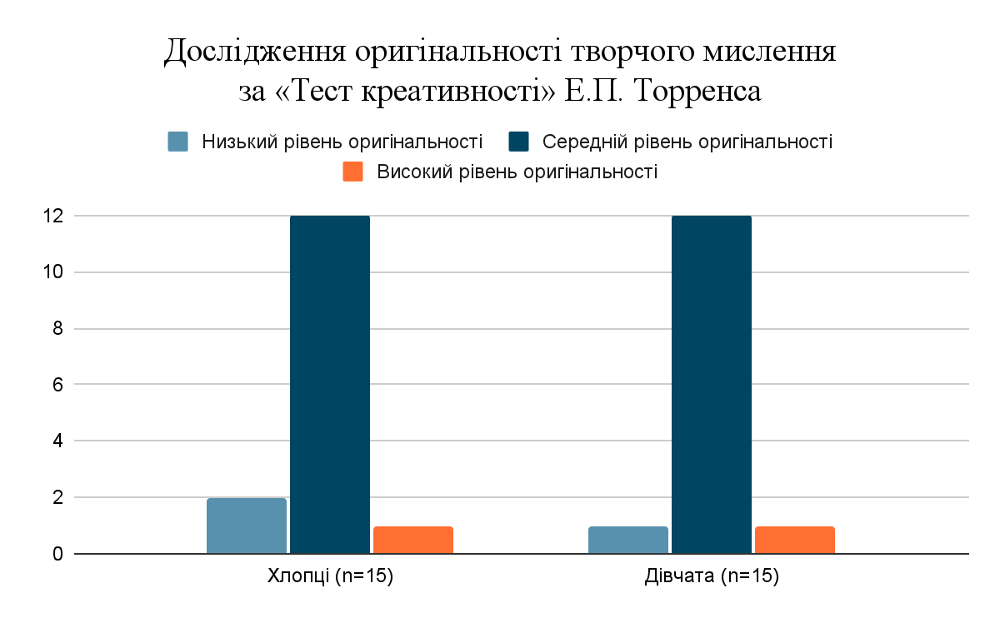 Дослідження оригінальності творчого мислення
за «Тест креативності» Е.П. Торренса
Низький рівень оригінальності
Середній рівень оригінальності
Високий рівень оригінальності
12
10
8
6
4
2
0
Хлопці (n=15)
Дівчата (n=15)